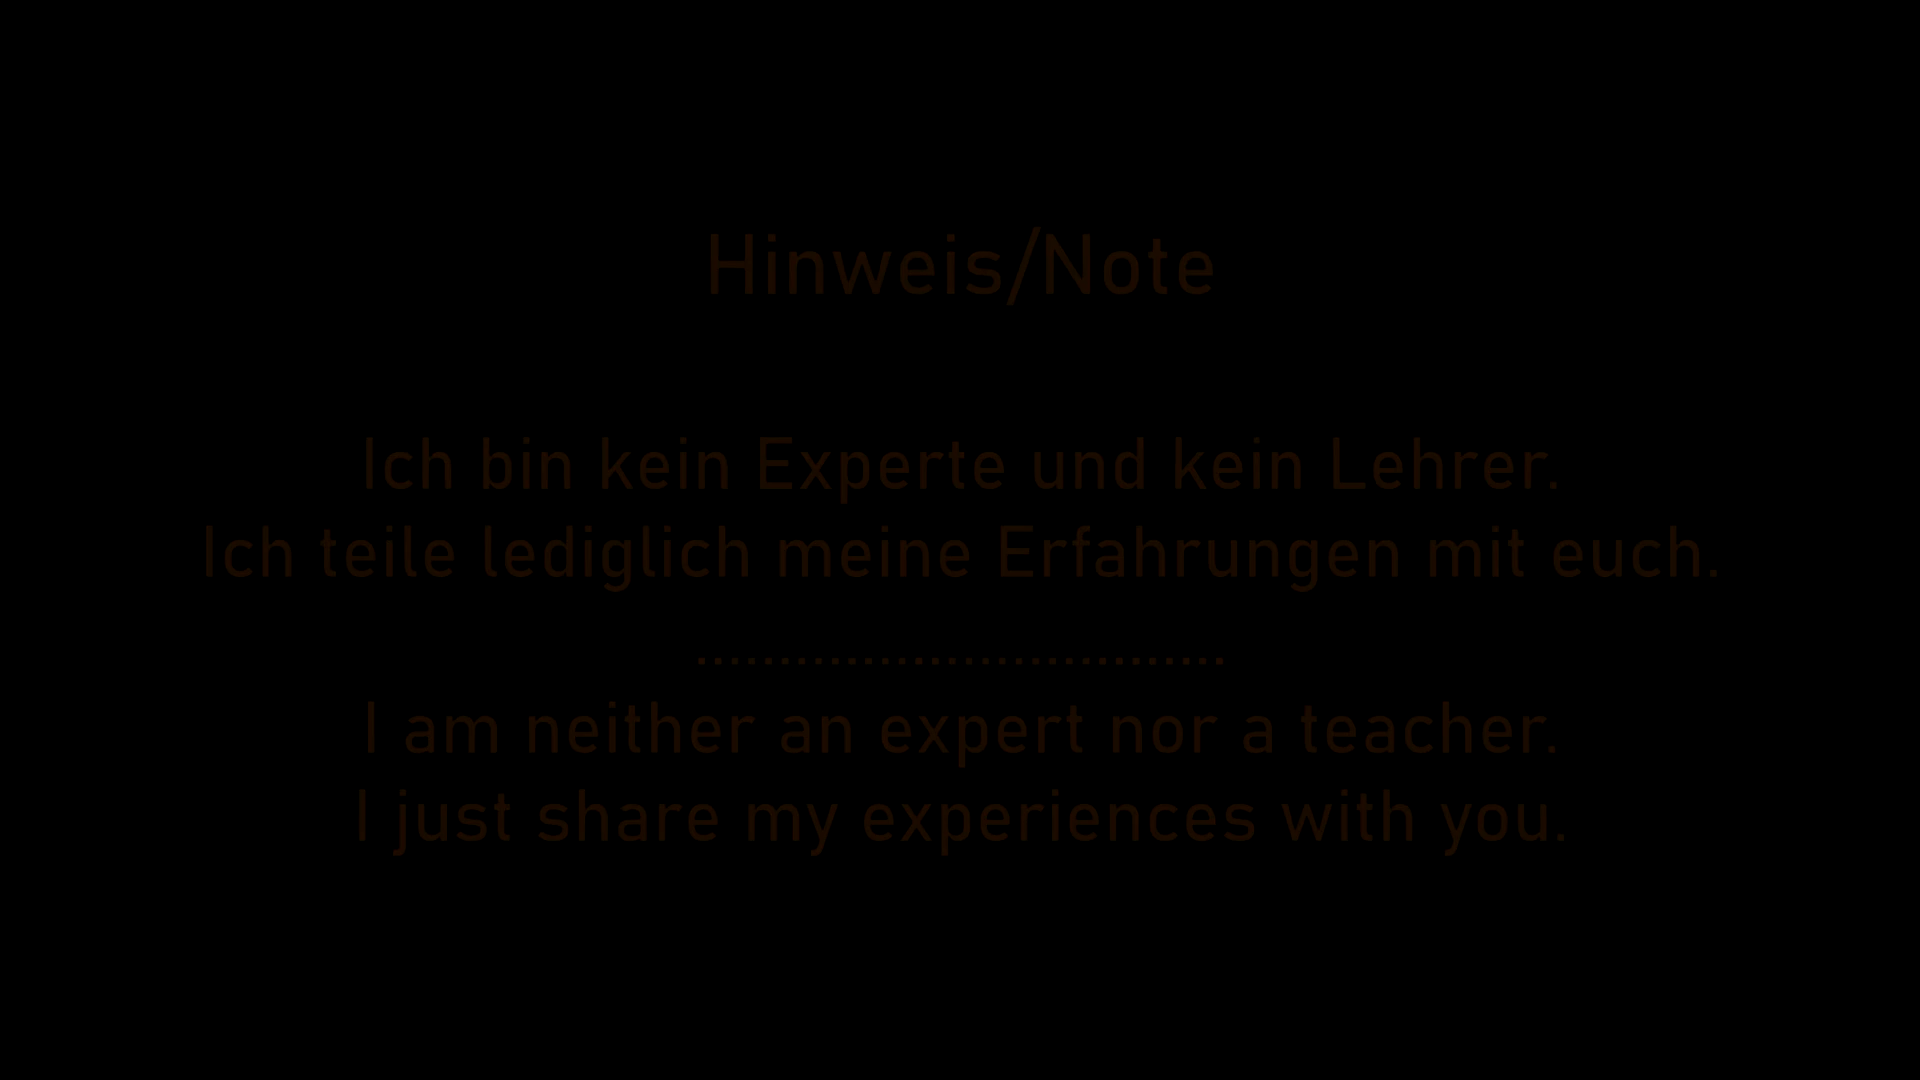 Hinweis/Note
Ich bin kein Experte und kein Lehrer.
Ich teile lediglich meine Erfahrungen mit euch.
................................
I am neither an expert nor a teacher.
I just share my experiences with you.